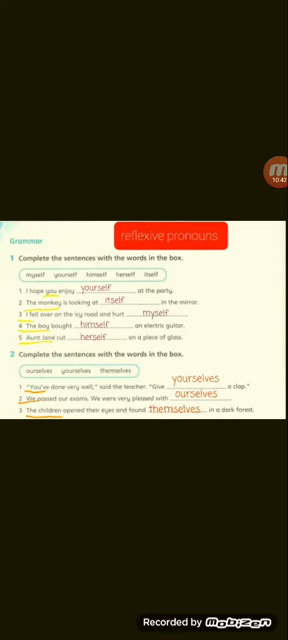 10:42
reflexive pronouns
Grammar
1 Complete the sentences with the words in the box.
myself yourself himself herself itself
1 I hope you enjoy yourself at the party.
2 The monkey is looking at itself in the mirror.
3 I fell over on the icy road and hurt myself
4 The boy bought himself an electric guitar.
5 Aunt Jane cut herself on a piece of glass.
2 Complete the sentences with the words in the box.
ourselves yourselves themselves
1 "You've done very well," said the teacher. "Give yourselves a clap."
2 We passed our exams. We were very pleased with ourselves
3 The children opened their eyes and found themselves in a dark forest.
Recorded by mobizen